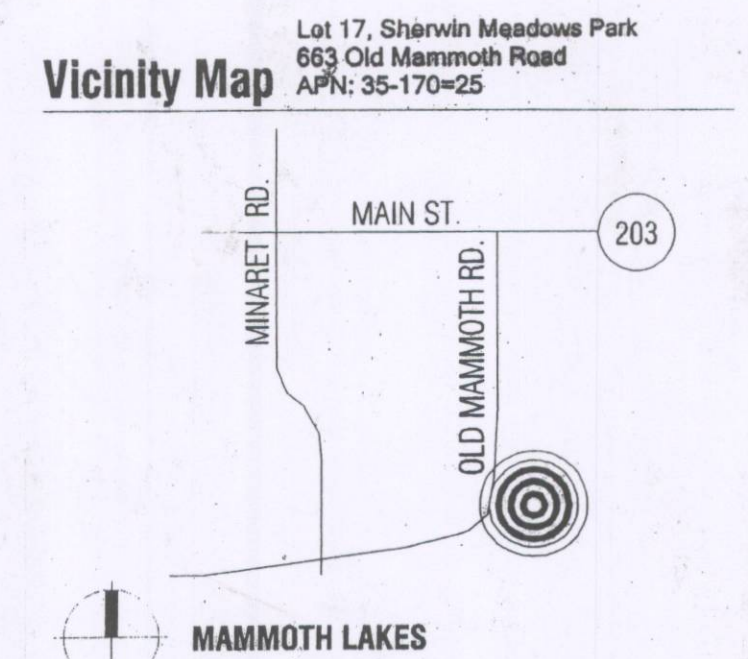 Vicinity Map
Lot 17, Sherwin Meadows Park
663 Old Mammoth Road
APN: 35-170=25
MINARET RD.
MAIN ST.
203
OLD MAMMOTH RD.
MAMMOTH LAKES